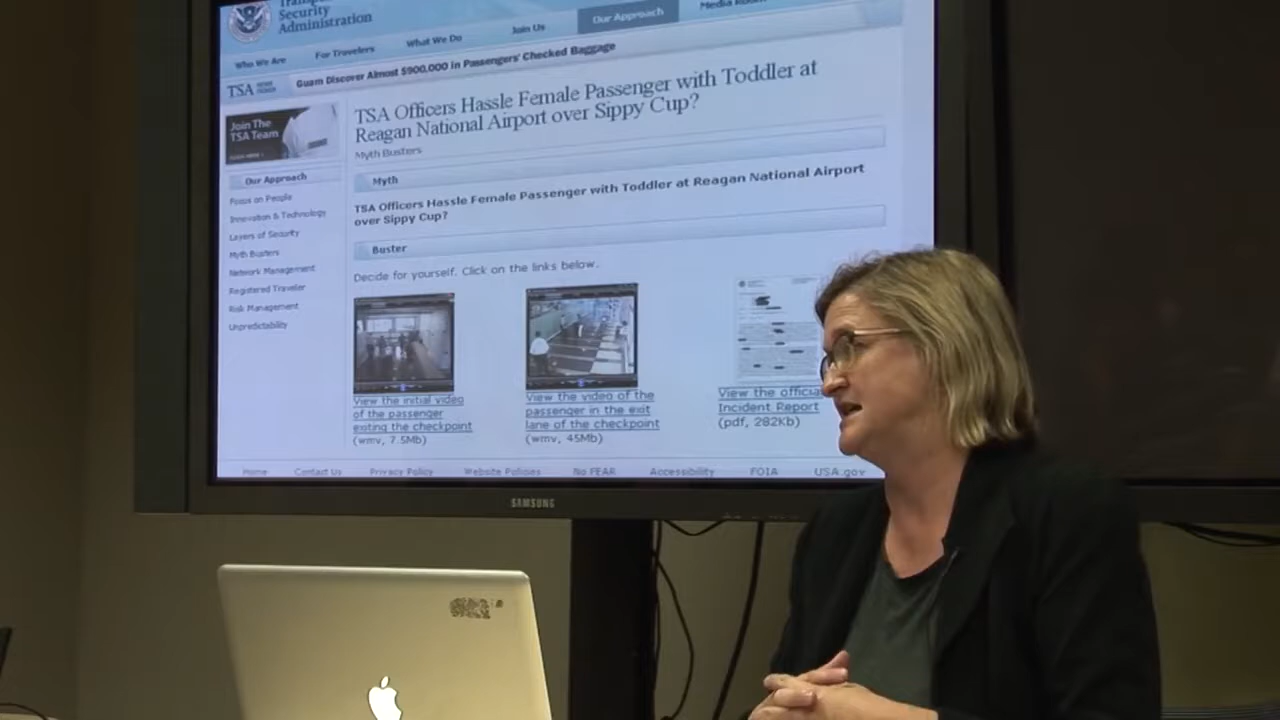 Security
Administration
Who We Are
For Travelers
What We Do
Join Us
Our Approach
Media Room
TSA
Guam Discover Almost $900,000 in Passengers' Checked Baggage
Join The
TSA Team
TSA Officers Hassle Female Passenger with Toddler at
Reagan National Airport over Sippy Cup?
Myth Busters
Our Approach
Focus on People
Innovation & Technology
Layers of Security
Myth Busters
Network Management
Registered Traveler
Risk Management
Unpredictability
Myth
TSA Officers Hassle Female Passenger with Toddler at Reagan National Airport
over Sippy Cup?
Buster
Decide for yourself. Click on the links below.
View the initial video
of the passenger
exiting the checkpoint
(wmv, 7.5Mb)
View the video of the
passenger in the exit
lane of the checkpoint
(wmv, 45Mb)
View the official
Incident Report
(pdf, 282Kb)
Home Contact Us Privacy Policy Website Policies No FEAR Accessibility FOIA USA.gov
SAMSUNG